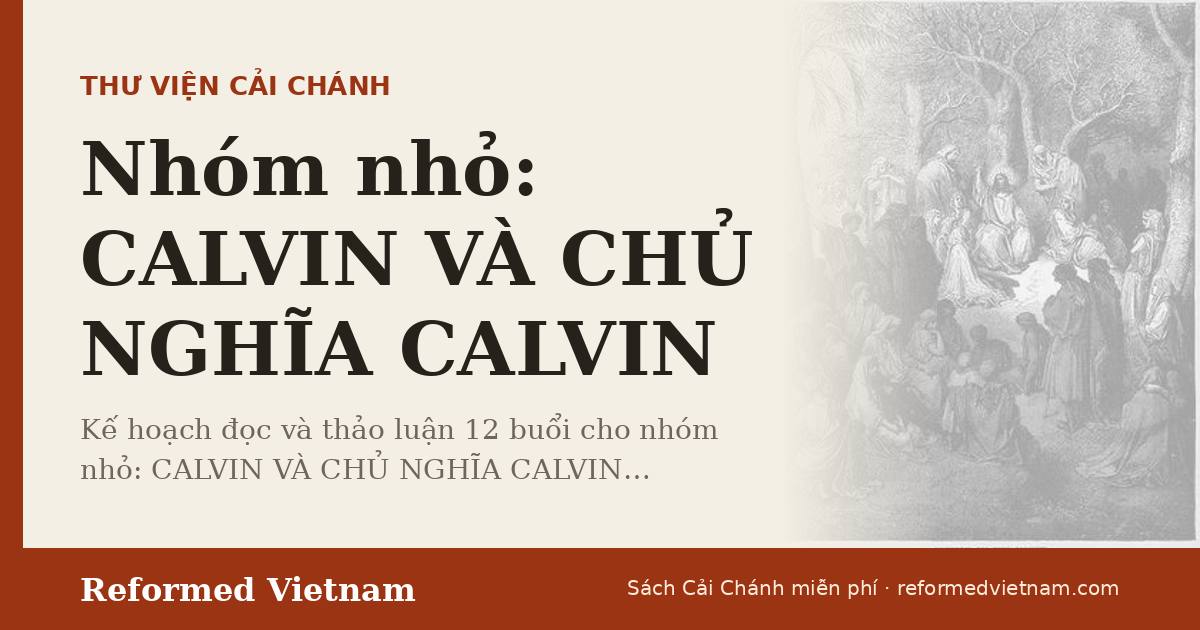 THƯ VIỆN CẢI CHÁNH
Nhóm nhỏ:
CALVIN VÀ CHỦ
NGHĨA CALVIN
Kế hoạch đọc và thảo luận 12 buổi cho nhóm
nhỏ: CALVIN VÀ CHỦ NGHĨA CALVIN...
Reformed Vietnam
Sách Cải Chánh miễn phí · reformedvietnam.com